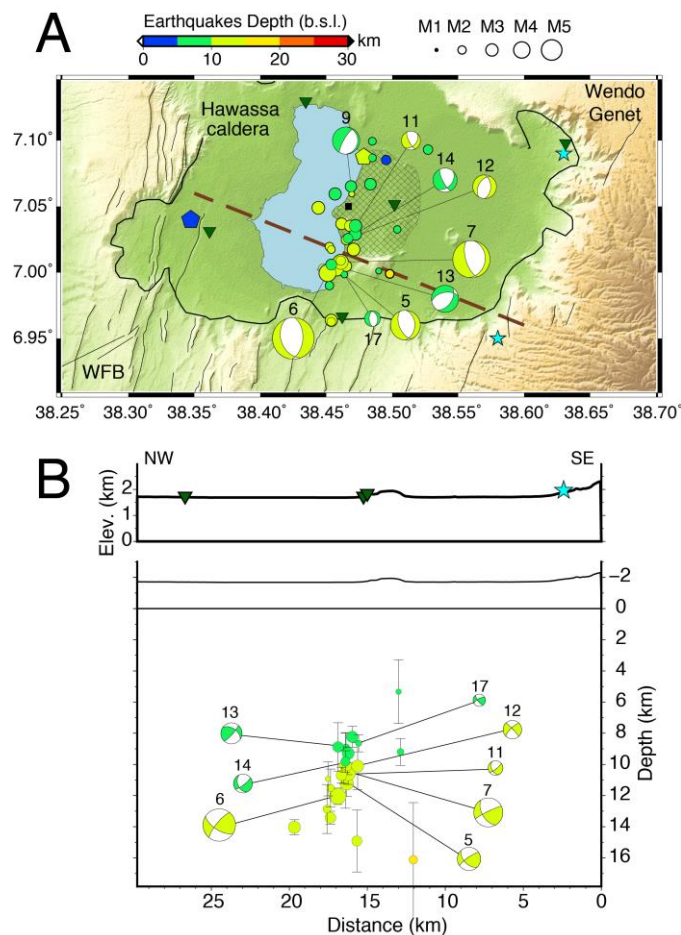 A
Earthquakes Depth (b.s.l.)
km
0 10 20 30
M1 M2 M3 M4 M5
Hawassa
caldera
Wendo
Genet
9
11
14
12
7
13
6
17
5
WFB
7.10°
7.05°
7.00°
6.95°
38.25° 38.30° 38.35° 38.40° 38.45° 38.50° 38.55° 38.60° 38.65° 38.70°
B
NW
SE
Elev. (km)
2
1
0
−2
0
2
4
6
8
10
12
14
16
Depth (km)
13
14
6
17
12
11
7
5
25 20 15 10 5 0
Distance (km)